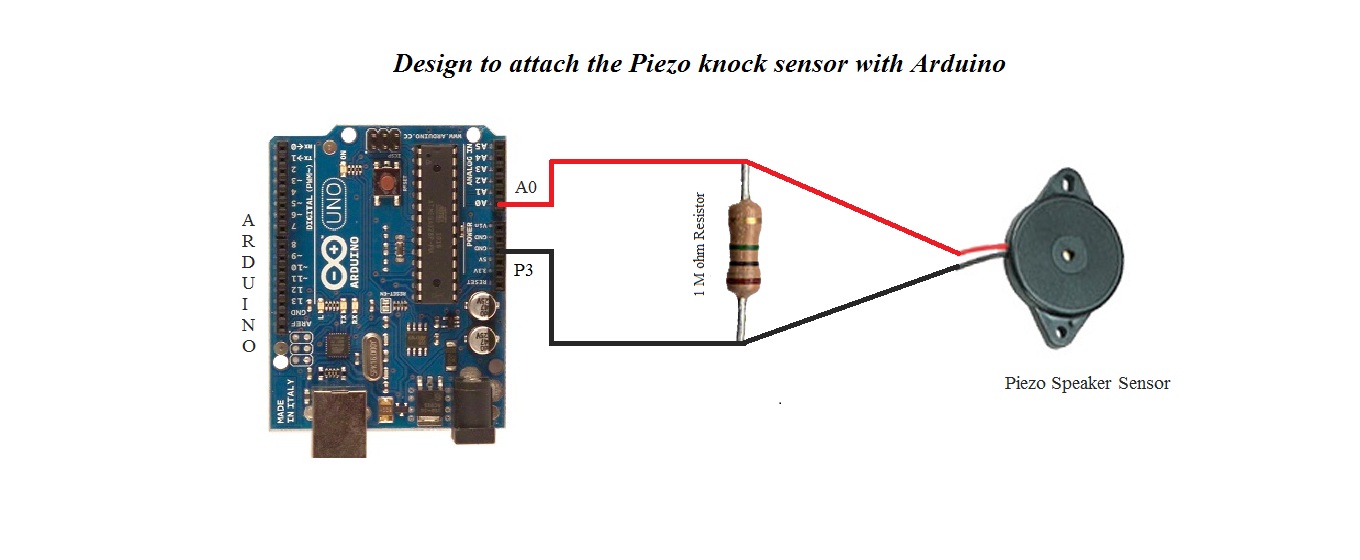 Design to attach the Piezo knock sensor with Arduino
ARDUINO
A0
P3
1 M ohm Resistor
Piezo Speaker Sensor
WWW.ARDUINO.CC
ICSP
ON
RESET
RX←0
TX→1
2
3
4
5
6
7
8
9
10
11
12
13
GND
AREF
DIGITAL (PWM~)
UNO
ARDUINO
ANALOG IN
A5
A4
A3
A2
A1
A0
POWER
Vin
GND
GND
5V
3.3V
RESET
RESET-EN
L
TX
RX
MADE
IN ITALY